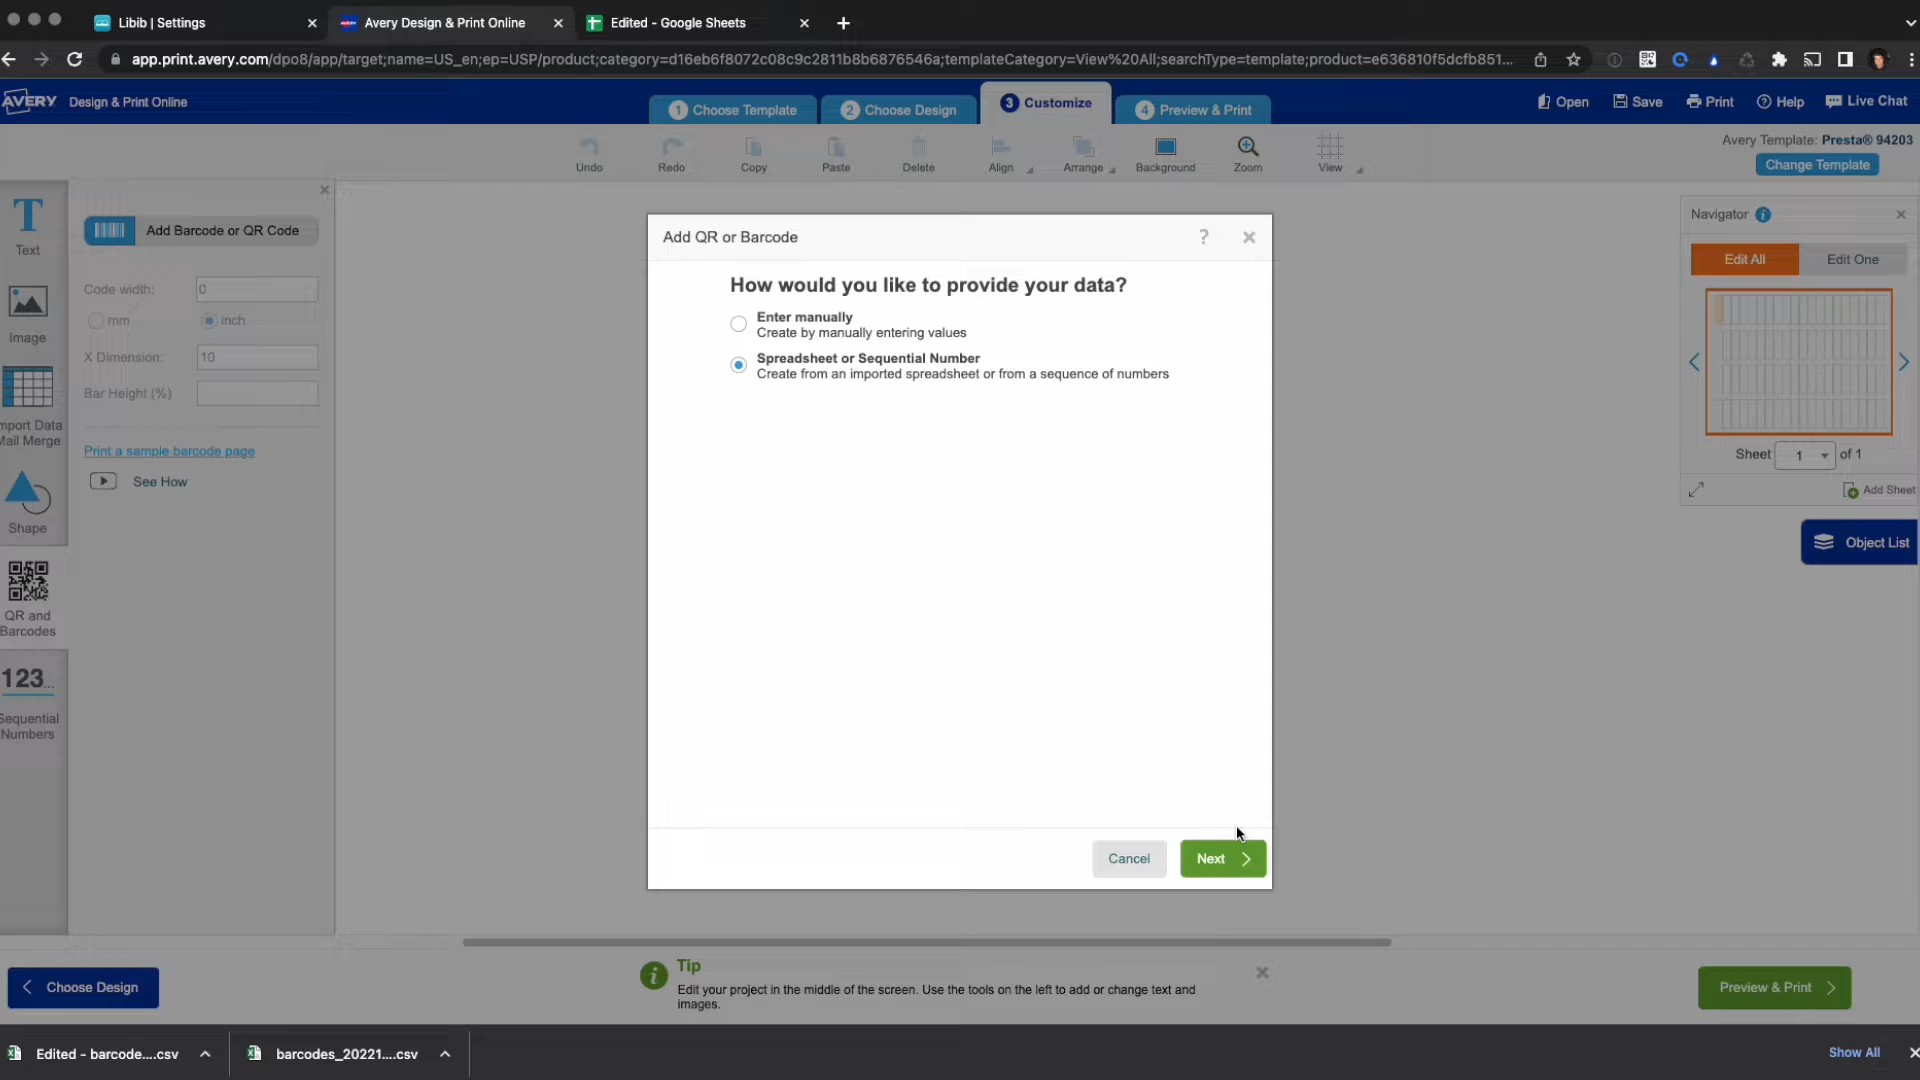 Libib | Settings
Avery Design & Print Online
Edited - Google Sheets
app.print.avery.com/dpo8/app/target;name=US_en;ep=USP/product;category=d16eb6f8072c08c9c2811b8b6876546a;templateCategory=View%20All;searchType=template;product=e636810f5dcfb851...
AVERY Design & Print Online
1 Choose Template
2 Choose Design
3 Customize
4 Preview & Print
Open
Save
Print
Help
Live Chat
Undo
Redo
Copy
Paste
Delete
Align
Arrange
Background
Zoom
View
Avery Template: Presta® 94203
Change Template
Text
Image
mport Data
Mail Merge
Shape
QR and
Barcodes
123...
Sequential
Numbers
Add Barcode or QR Code
Code width: 0
mm inch
X Dimension: 10
Bar Height (%)
Print a sample barcode page
See How
Add QR or Barcode
?
How would you like to provide your data?
Enter manually
Create by manually entering values
Spreadsheet or Sequential Number
Create from an imported spreadsheet or from a sequence of numbers
Cancel
Next
Navigator
Edit All
Edit One
Sheet 1 of 1
Add Sheet
Object List
Choose Design
Tip
Edit your project in the middle of the screen. Use the tools on the left to add or change text and
images.
Preview & Print
Edited - barcode....csv
barcodes_20221....csv
Show All